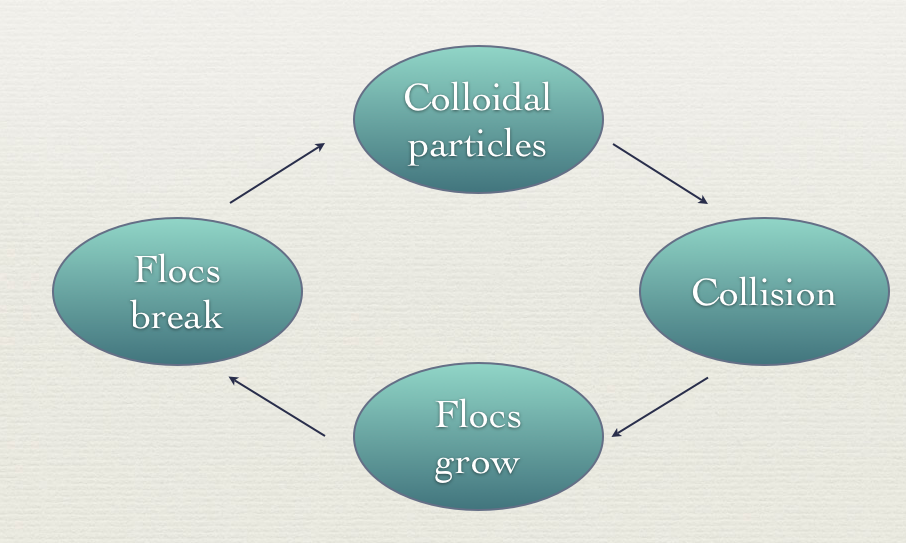 Colloidal
particles
Flocs
break
Collision
Flocs
grow